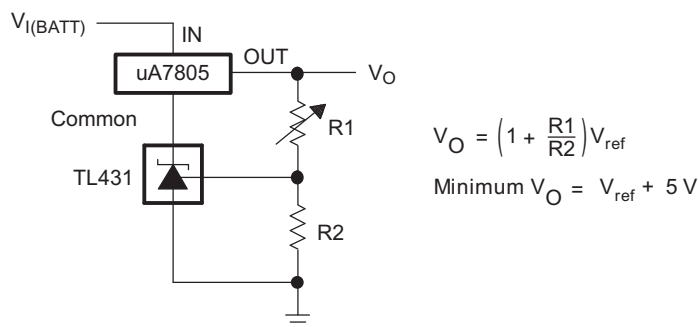 V_I(BATT)
IN
OUT
uA7805
V_O
Common
R1
V_O = (1 + R1/R2) V_ref
TL431
Minimum V_O = V_ref + 5 V
R2